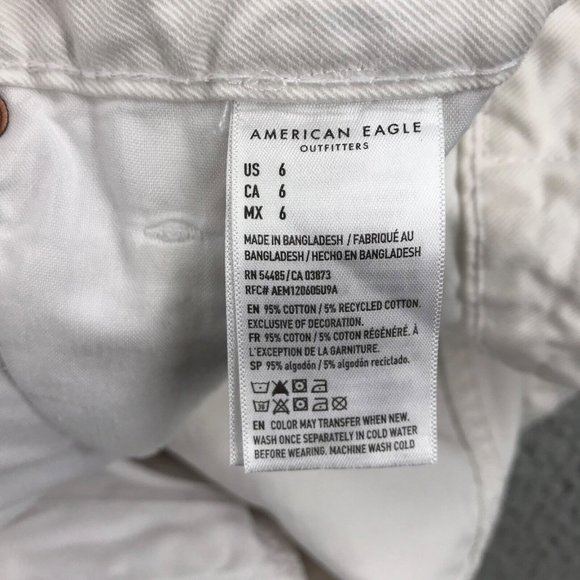 AMERICAN EAGLE
OUTFITTERS
US 6
CA 6
MX 6
MADE IN BANGLADESH / FABRIQUÉ AU
BANGLADESH / HECHO EN BANGLADESH
RN 54485/CA 03873
RFC# AEM120605U9A
EN 95% COTTON / 5% RECYCLED COTTON.
EXCLUSIVE OF DECORATION.
FR 95% COTON / 5% COTON RÉGÉNÉRÉ. À
L'EXCEPTION DE LA GARNITURE.
SP 95% algodón / 5% algodón reciclado.
EN COLOR MAY TRANSFER WHEN NEW.
WASH ONCE SEPARATELY IN COLD WATER
BEFORE WEARING. MACHINE WASH COLD